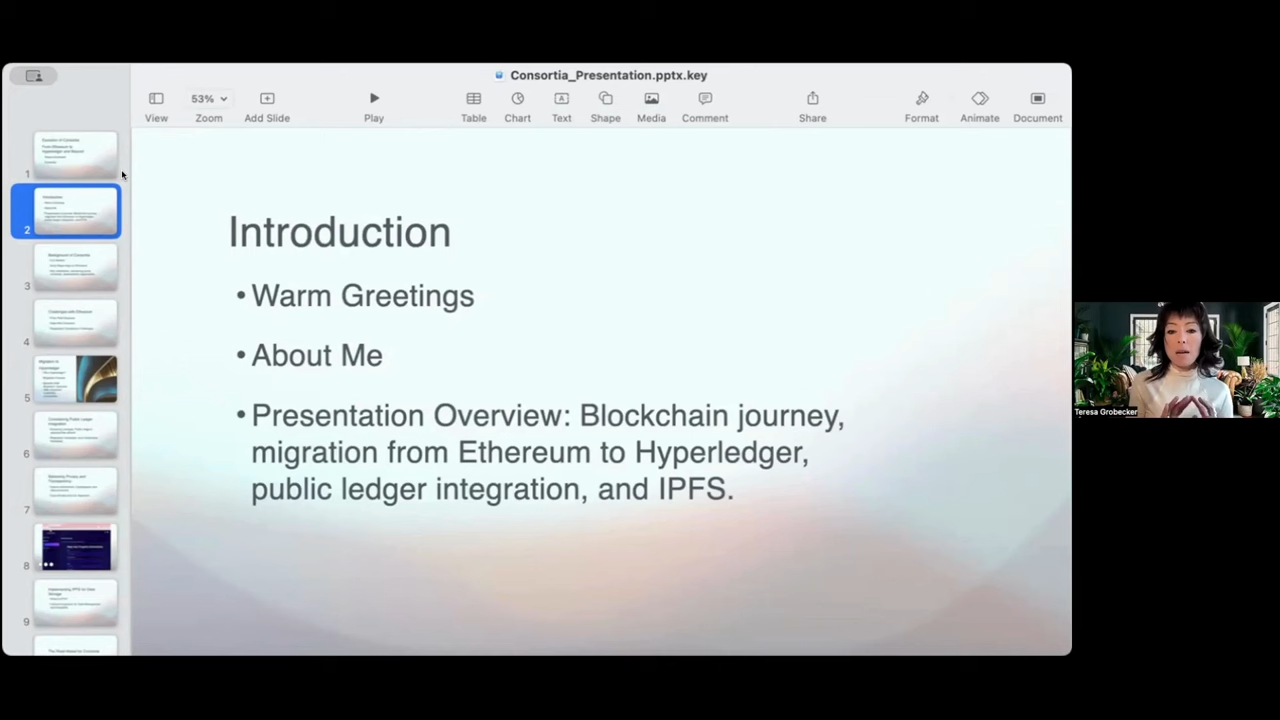 Consortia_Presentation.pptx.key
View
53%
Zoom
Add Slide
Play
Table
Chart
Text
Shape
Media
Comment
Share
Format
Animate
Document
1
2
3
4
5
6
7
8
9
Introduction
• Warm Greetings
• About Me
• Presentation Overview: Blockchain journey,
migration from Ethereum to Hyperledger,
public ledger integration, and IPFS.
Teresa Grobecker